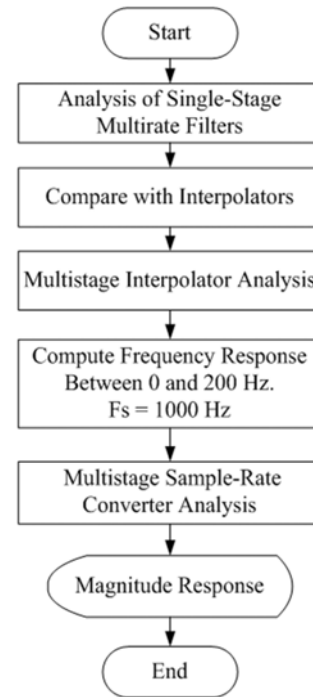 Start
Analysis of Single-Stage
Multirate Filters
Compare with Interpolators
Multistage Interpolator Analysis
Compute Frequency Response
Between 0 and 200 Hz.
Fs = 1000 Hz
Multistage Sample-Rate
Converter Analysis
Magnitude Response
End